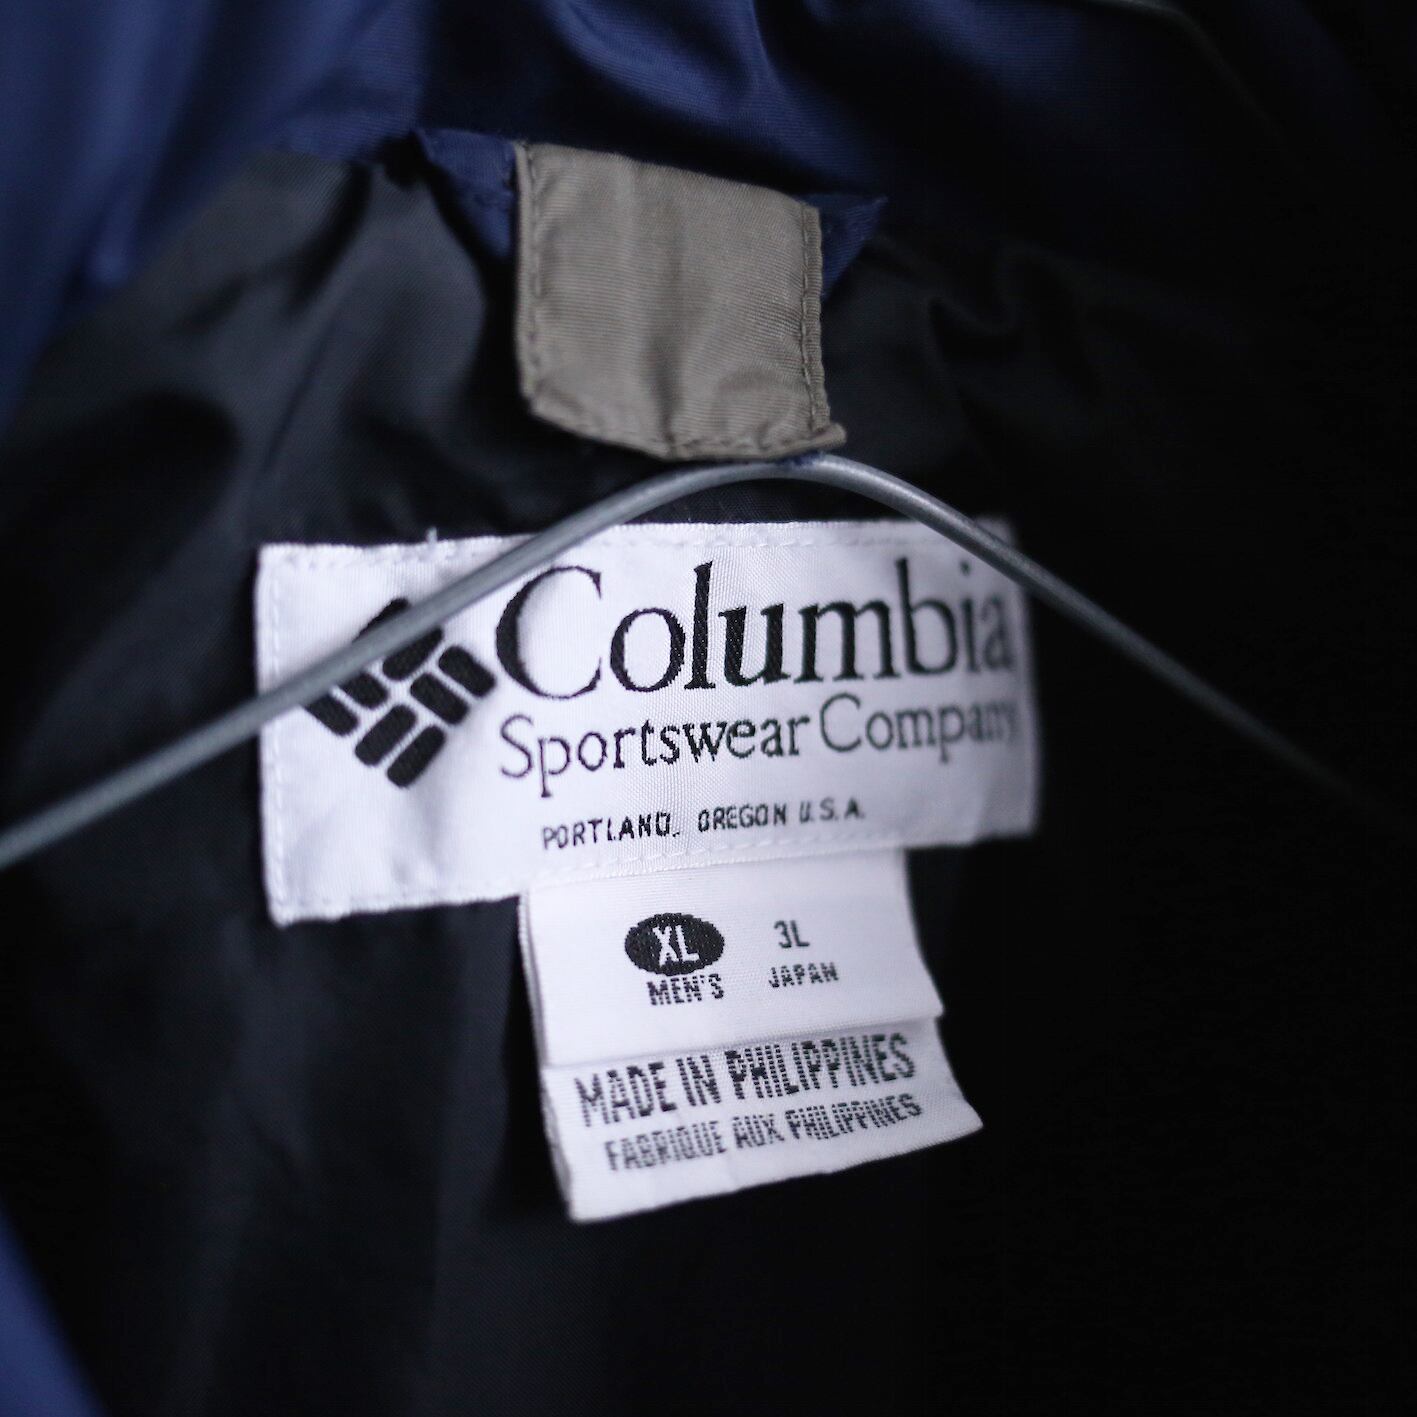 Columbia
Sportswear Company
PORTLAND, OREGON U.S.A.
XL 3L
MEN'S JAPAN
MADE IN PHILIPPINES
FABRIQUE AUX PHILIPPINES